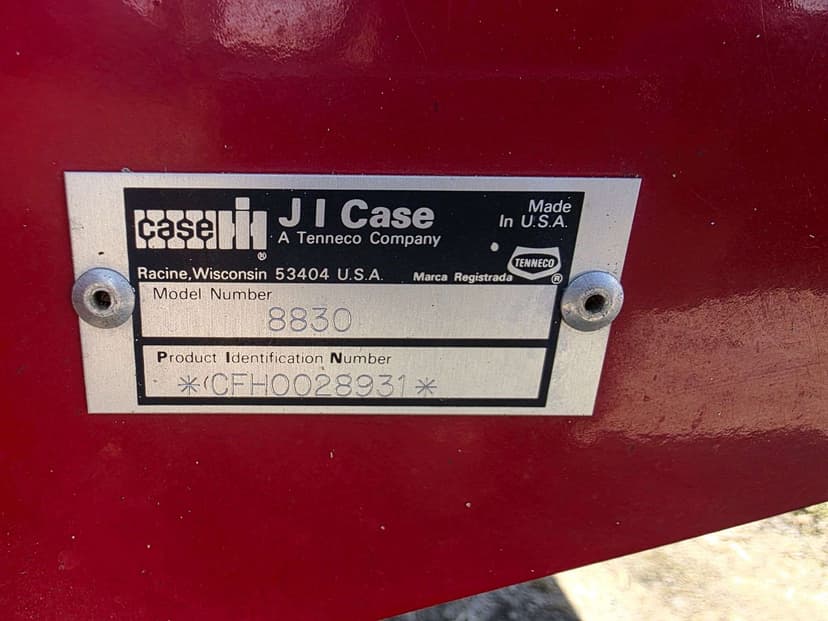 case IH ®
J I Case
A Tenneco Company
Made
In U.S.A.
TENNECO ®
Racine, Wisconsin 53404 U.S.A. Marca Registrada
Model Number
8830
Product Identification Number
*CFH0028931*